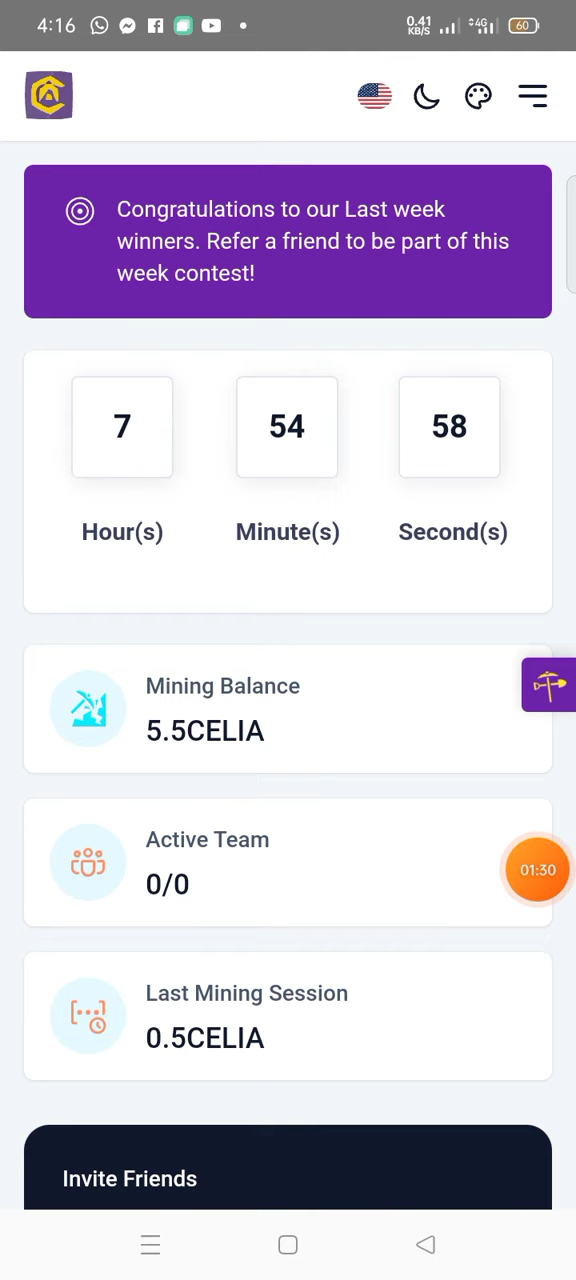 4:16
0.41
KB/S
4G
60
Congratulations to our Last week
winners. Refer a friend to be part of this
week contest!
7 54 58
Hour(s) Minute(s) Second(s)
Mining Balance
5.5CELIA
Active Team
0/0
01:30
Last Mining Session
0.5CELIA
Invite Friends